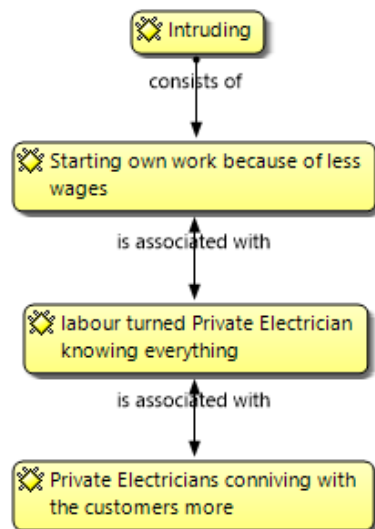 Intruding
consists of
Starting own work because of less
wages
is associated with
labour turned Private Electrician
knowing everything
is associated with
Private Electricians conniving with
the customers more